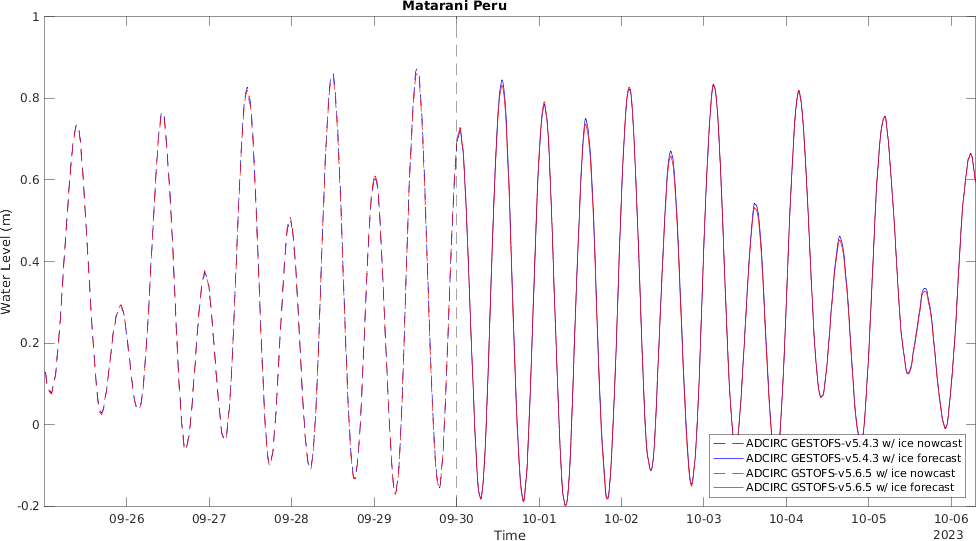 Matarani Peru
1
0.8
0.6
0.4
0.2
0
-0.2
Water Level (m)
ADCIRC GESTOFS-v5.4.3 w/ ice nowcast
ADCIRC GESTOFS-v5.4.3 w/ ice forecast
ADCIRC GSTOFS-v5.6.5 w/ ice nowcast
ADCIRC GESTOFS-v5.6.5 w/ ice forecast
09-26 09-27 09-28 09-29 09-30 10-01 10-02 10-03 10-04 10-05 10-06
2023
Time